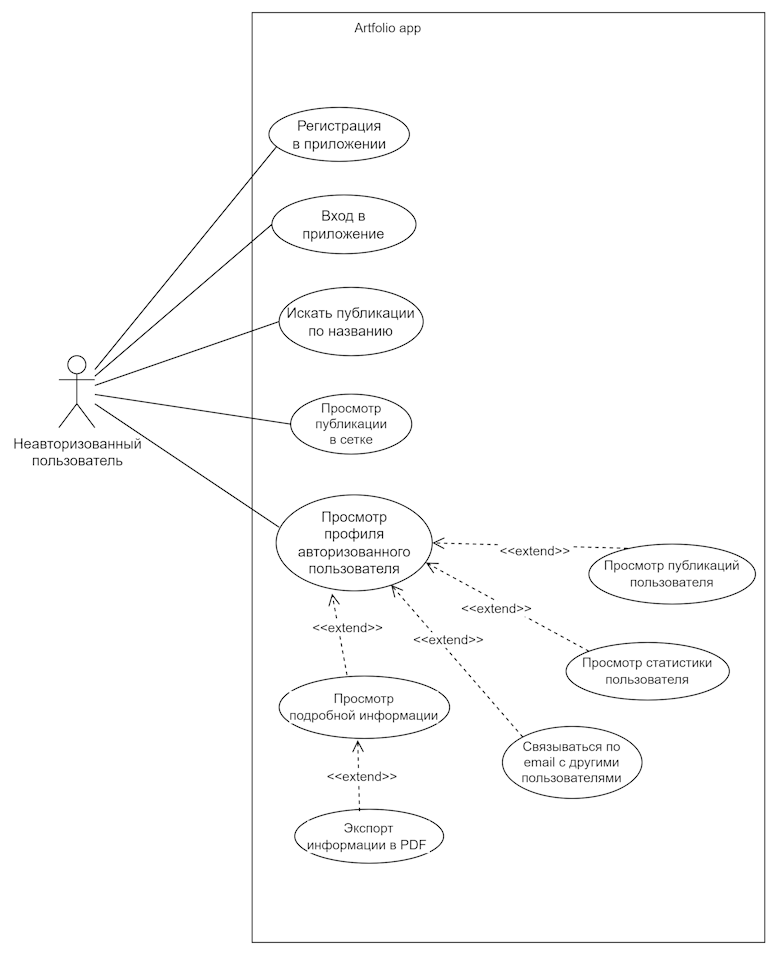 Artfolio app
Регистрация
в приложении
Вход в
приложение
Искать публикации
по названию
Просмотр
публикации
в сетке
Неавторизованный
пользователь
Просмотр
профиля
авторизованного
пользователя
<<extend>>
Просмотр публикаций
пользователя
<<extend>>
<<extend>>
<<extend>>
Просмотр статистики
пользователя
Просмотр
подробной информации
Связываться по
email с другими
пользователями
<<extend>>
Экспорт
информации в PDF